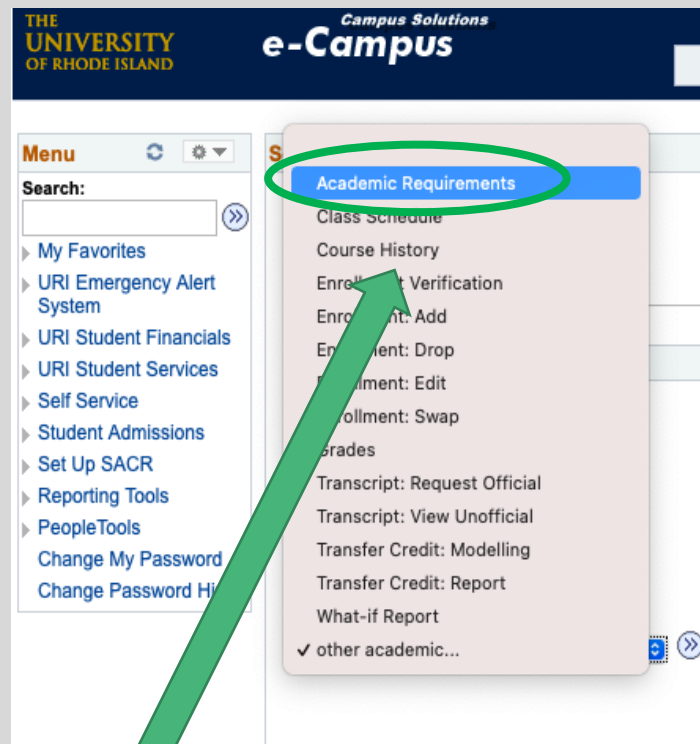 THE
UNIVERSITY
OF RHODE ISLAND
Campus Solutions
e-Campus
Menu
Search:
My Favorites
URI Emergency Alert
System
URI Student Financials
URI Student Services
Self Service
Student Admissions
Set Up SACR
Reporting Tools
PeopleTools
Change My Password
Change Password
S
Academic Requirements
Class Schedule
Course History
Verification
Add
Drop
Edit
Swap
Grades
Transcript: Request Official
Transcript: View Unofficial
Transfer Credit: Modelling
Transfer Credit: Report
What-if Report
✓ other academic...